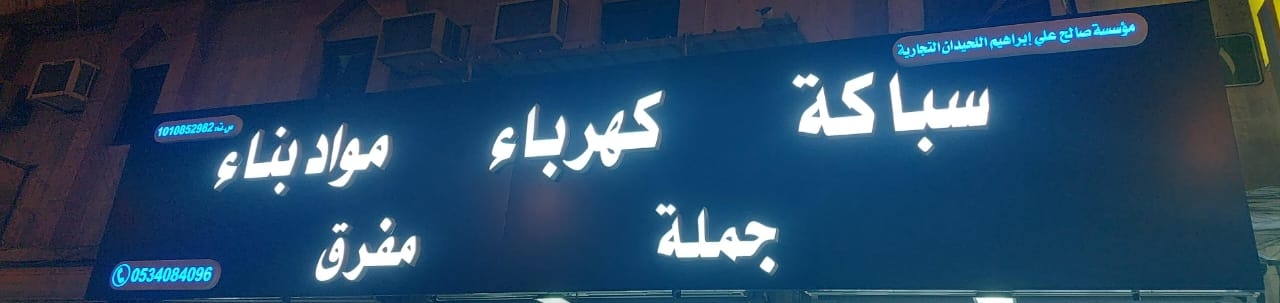 مؤسسة صالح علي إبراهيم اللحيدان التجارية
سباكة كهرباء مواد بناء
س.ت: 1010852982
جملة مفرق
0534084096